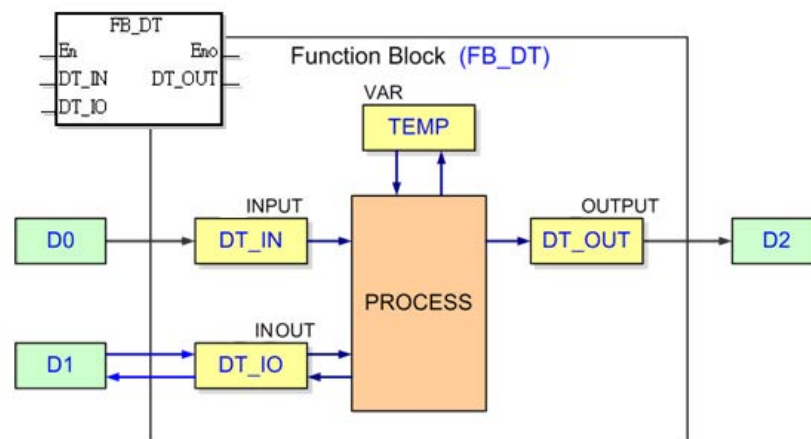 FB_DT
En Eno
DT_IN DT_OUT
DT_IO
Function Block (FB_DT)
VAR
TEMP
INPUT
OUTPUT
D0
DT_IN
DT_OUT
D2
PROCESS
INOUT
D1
DT_IO